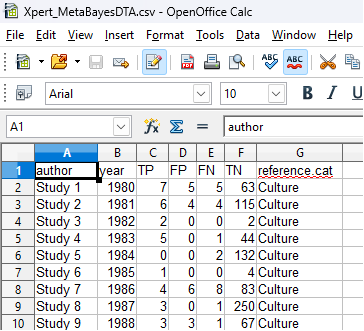 Xpert_MetaBayesDTA.csv - OpenOffice Calc
File Edit View Insert Format Tools Data Window
PDF ABC ABC
Arial 10 B
A1 fx Σ = author
A B C D E F G
1 author year TP FP FN TN reference.cat
2 Study 1 1980 7 5 5 63 Culture
3 Study 2 1981 6 4 4 115 Culture
4 Study 3 1982 2 0 0 2 Culture
5 Study 4 1983 5 0 1 44 Culture
6 Study 5 1984 0 0 2 132 Culture
7 Study 6 1985 1 0 0 4 Culture
8 Study 7 1986 4 6 8 83 Culture
9 Study 8 1987 3 0 1 250 Culture
10 Study 9 1988 3 3 1 67 Culture